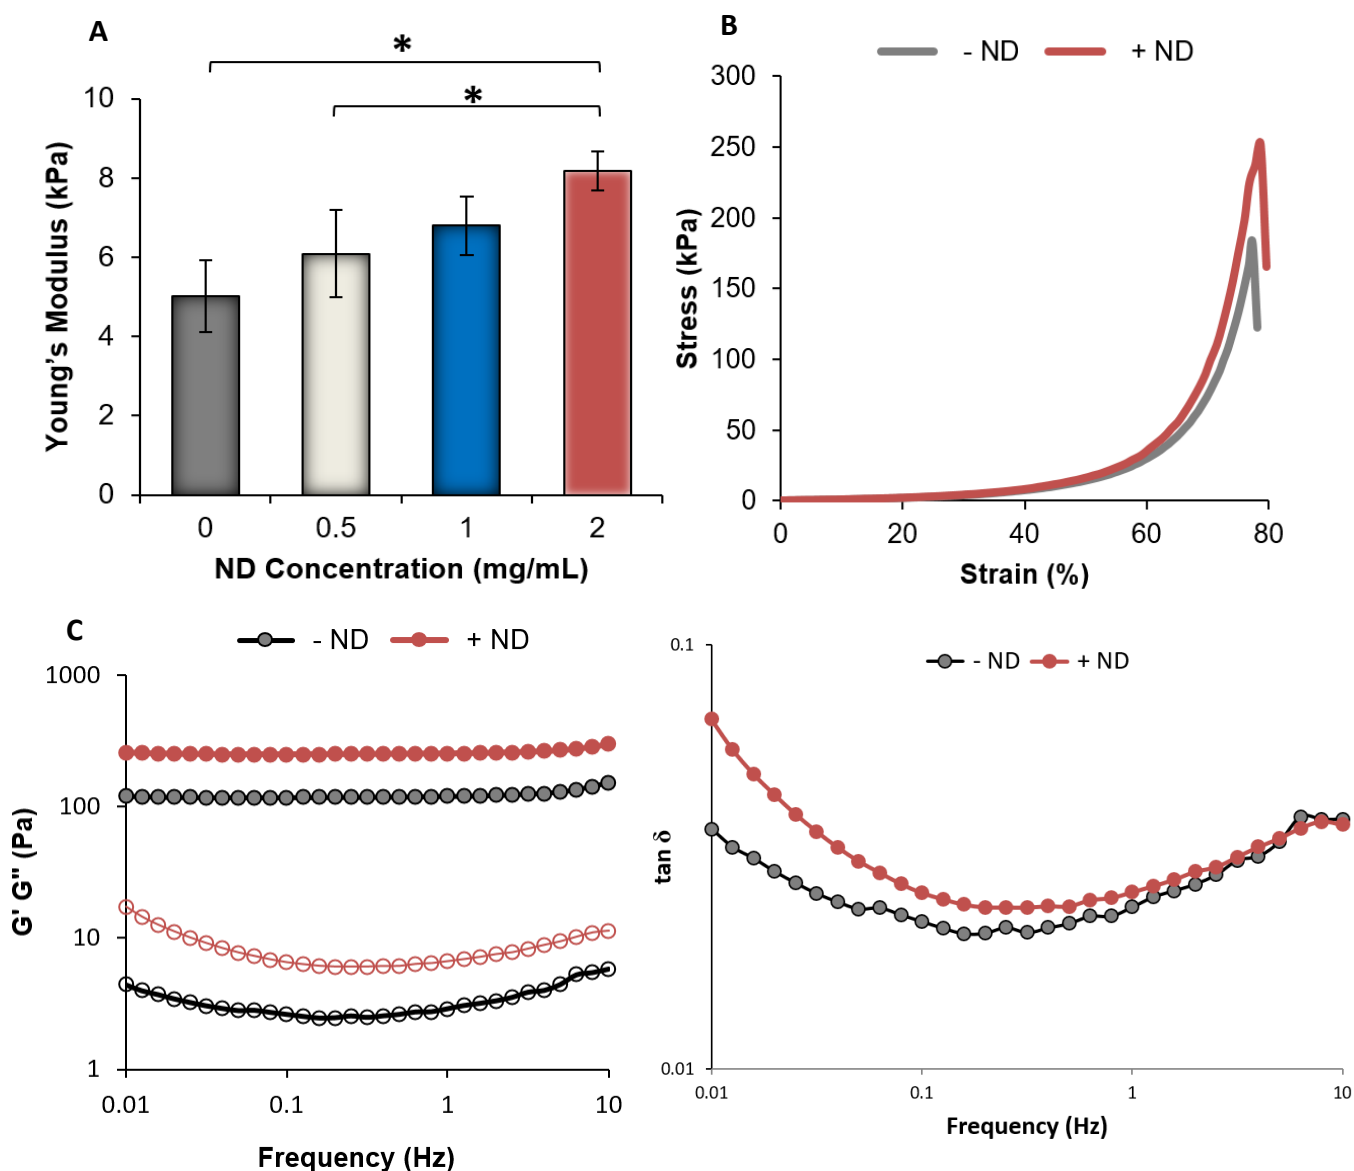 A
*
*
10
8
6
4
2
0
Young's Modulus (kPa)
0 0.5 1 2
ND Concentration (mg/mL)
B
- ND + ND
300
250
200
150
100
50
0
Stress (kPa)
0 20 40 60 80
Strain (%)
C
- ND + ND
1000
100
10
1
G' G" (Pa)
0.01 0.1 1 10
Frequency (Hz)
- ND + ND
0.1
0.01
tan δ
0.01 0.1 1 10
Frequency (Hz)